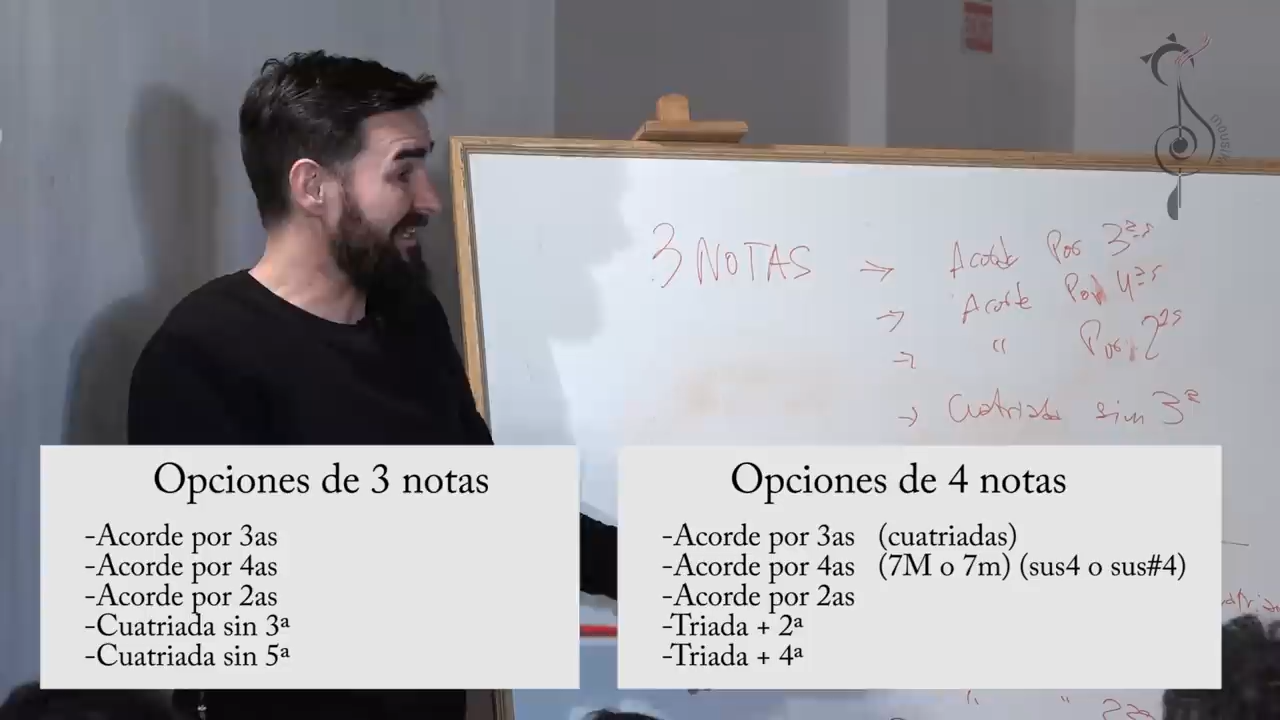 3 NOTAS → Acorde Por 3as
→ Acorde Por 4as
→ " Por 2as
→ Cuatriada sin 3ª
Opciones de 3 notas
-Acorde por 3as
-Acorde por 4as
-Acorde por 2as
-Cuatriada sin 3ª
-Cuatriada sin 5ª
Opciones de 4 notas
-Acorde por 3as (cuatriadas)
-Acorde por 4as (7M o 7m) (sus4 o sus#4)
-Acorde por 2as
-Triada + 2ª
-Triada + 4ª